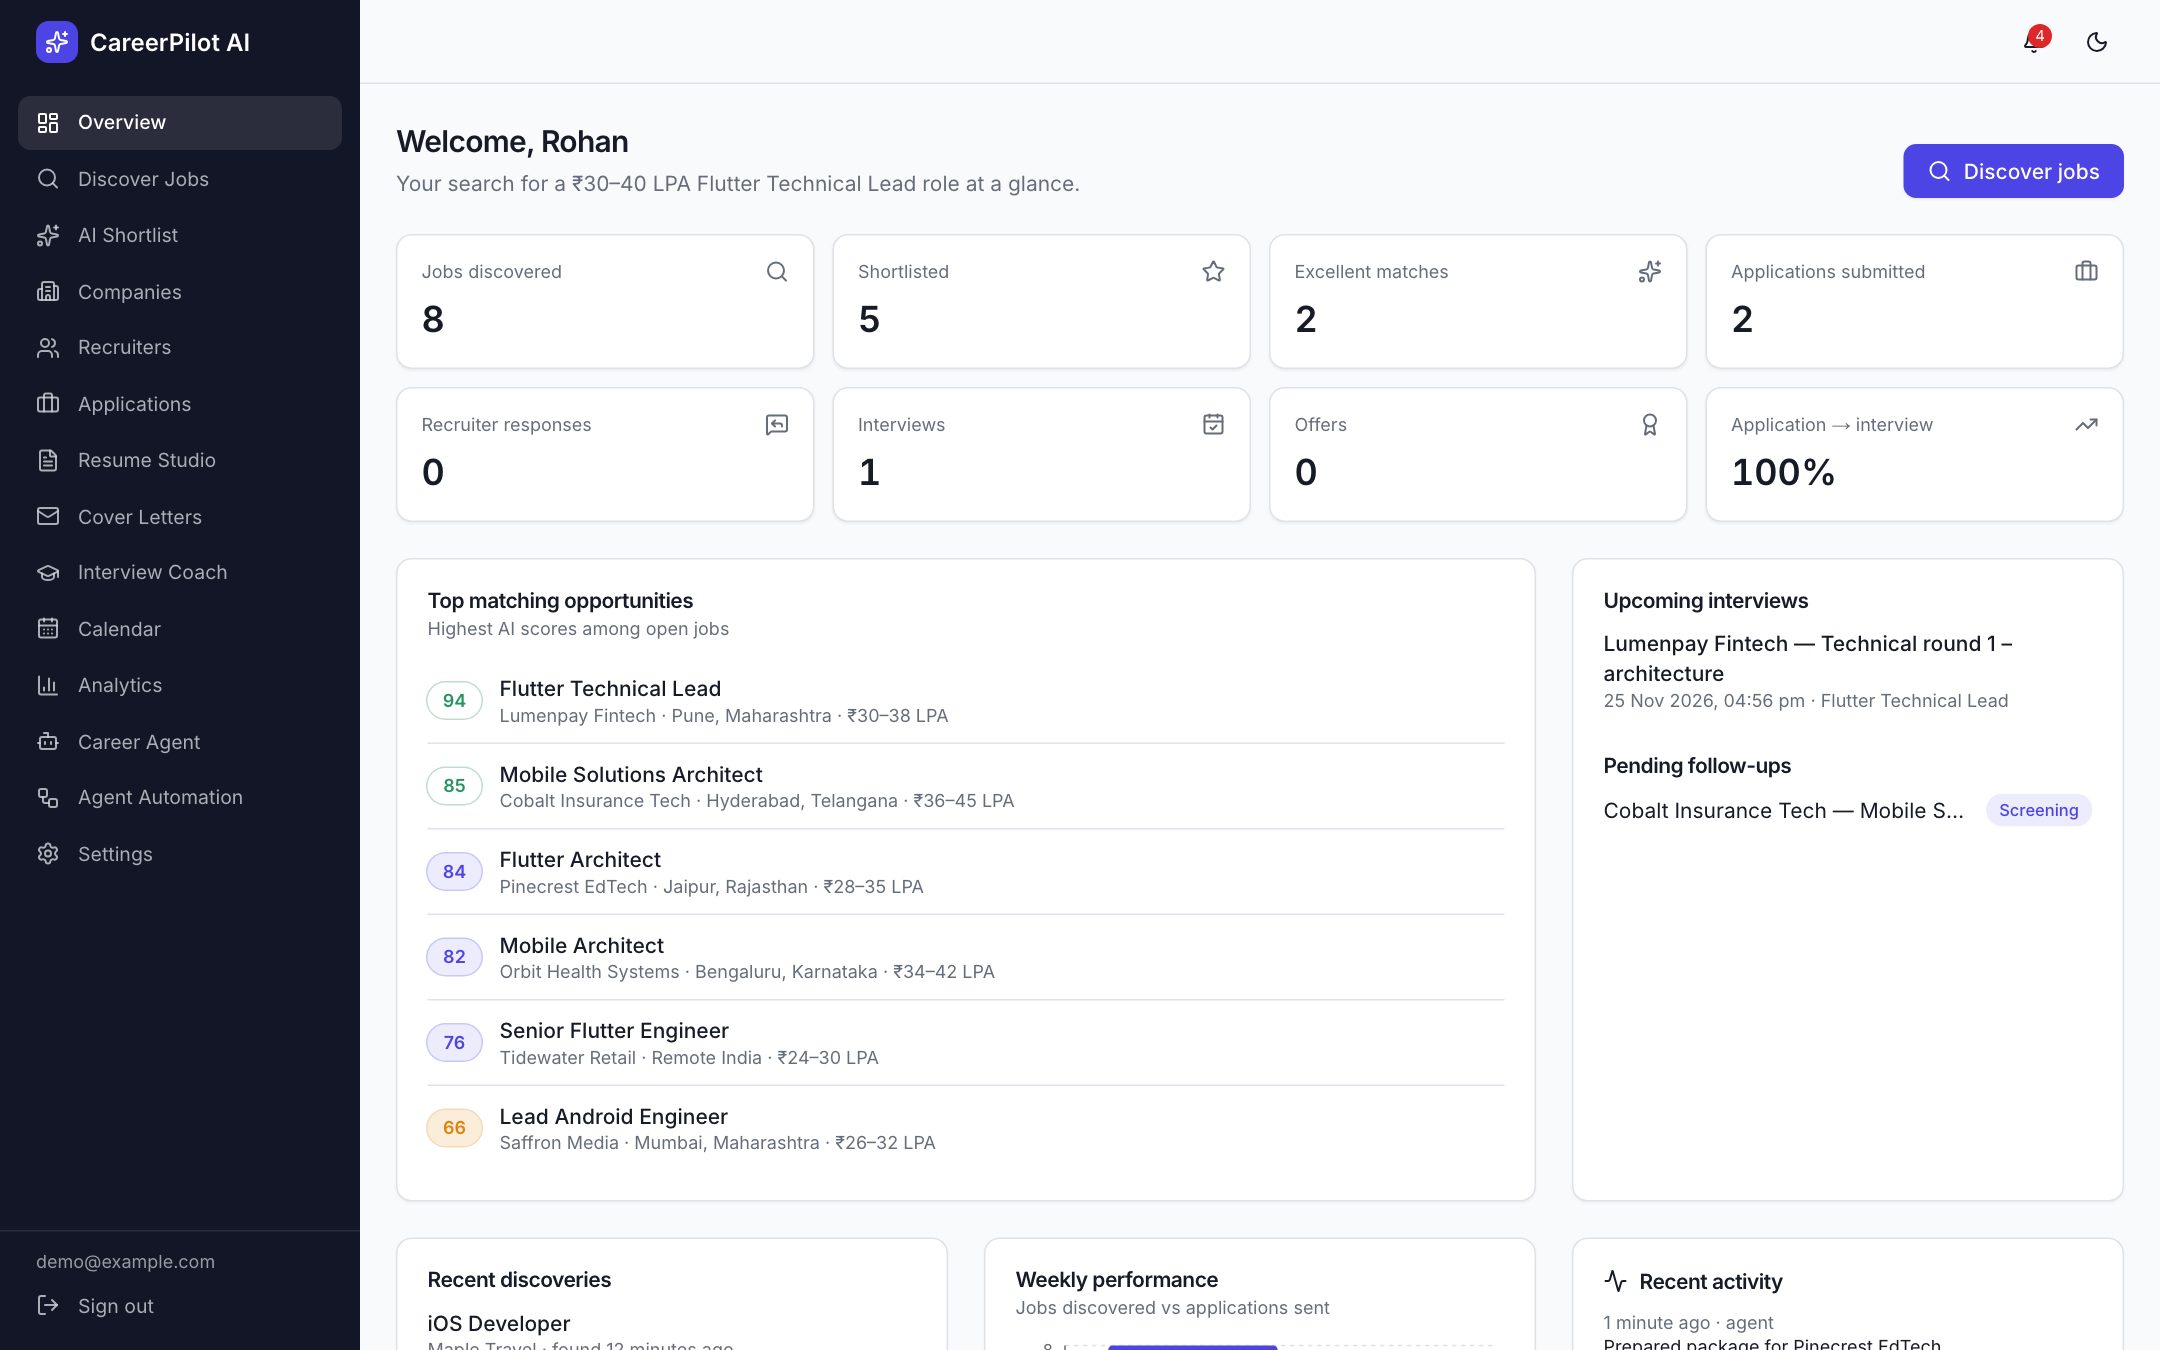 CareerPilot AI
Overview
Discover Jobs
AI Shortlist
Companies
Recruiters
Applications
Resume Studio
Cover Letters
Interview Coach
Calendar
Analytics
Career Agent
Agent Automation
Settings
demo@example.com
Sign out
4
Welcome, Rohan
Your search for a ₹30–40 LPA Flutter Technical Lead role at a glance.
Discover jobs
Jobs discovered
8
Shortlisted
5
Excellent matches
2
Applications submitted
2
Recruiter responses
0
Interviews
1
Offers
0
Application → interview
100%
Top matching opportunities
Highest AI scores among open jobs
94
Flutter Technical Lead
Lumenpay Fintech · Pune, Maharashtra · ₹30–38 LPA
85
Mobile Solutions Architect
Cobalt Insurance Tech · Hyderabad, Telangana · ₹36–45 LPA
84
Flutter Architect
Pinecrest EdTech · Jaipur, Rajasthan · ₹28–35 LPA
82
Mobile Architect
Orbit Health Systems · Bengaluru, Karnataka · ₹34–42 LPA
76
Senior Flutter Engineer
Tidewater Retail · Remote India · ₹24–30 LPA
66
Lead Android Engineer
Saffron Media · Mumbai, Maharashtra · ₹26–32 LPA
Upcoming interviews
Lumenpay Fintech — Technical round 1 –
architecture
25 Nov 2026, 04:56 pm · Flutter Technical Lead
Pending follow-ups
Cobalt Insurance Tech — Mobile S...
Screening
Recent discoveries
iOS Developer
Maple Travel · found 12 minutes ago
Weekly performance
Jobs discovered vs applications sent
8
Recent activity
1 minute ago · agent
Prepared package for Pinecrest EdTech